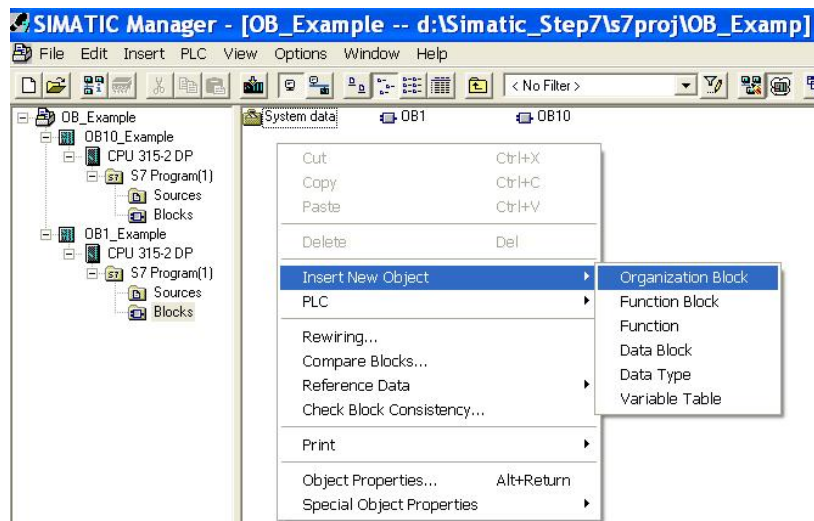 SIMATIC Manager - [OB_Example -- d:\Simatic_Step7\s7proj\OB_Examp]
File Edit Insert PLC View Options Window Help
< No Filter >
OB_Example
OB10_Example
CPU 315-2 DP
S7 Program(1)
Sources
Blocks
OB1_Example
CPU 315-2 DP
S7 Program(1)
Sources
Blocks
System data OB1 OB10
Cut Ctrl+X
Copy Ctrl+C
Paste Ctrl+V
Delete Del
Insert New Object
PLC
Rewiring...
Compare Blocks...
Reference Data
Check Block Consistency...
Print
Object Properties... Alt+Return
Special Object Properties
Organization Block
Function Block
Function
Data Block
Data Type
Variable Table